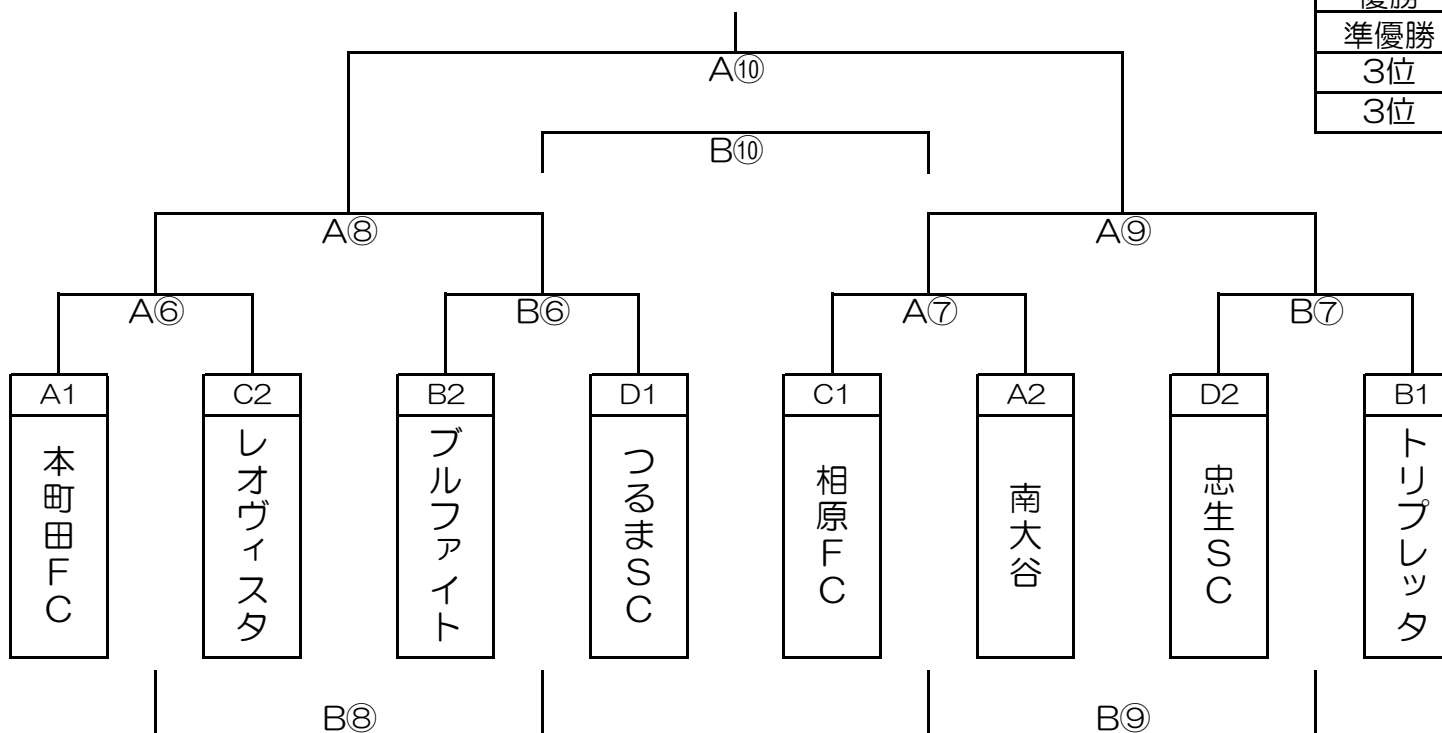 優勝
準優勝
3位
3位
A⑩
B⑩
A⑧
A⑨
A⑥
B⑥
A⑦
B⑦
A1
C2
B2
D1
C1
A2
D2
B1
本町田FC
レオヴィスタ
ブルファイト
つるまSC
相原FC
南大谷
忠生SC
トリプレッタ
B⑧
B⑨